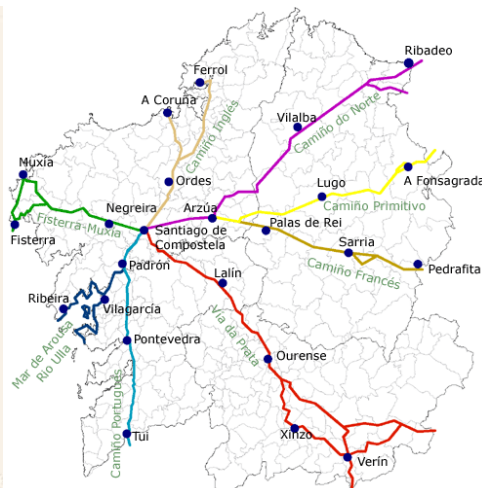 Ribadeo
Ferrol
A Coruña
Camiño Inglés
Vilalba
Camiño do Norte
Muxía
Ordes
Lugo
A Fonsagrada
Negreira
Arzúa
Camiño Primitivo
Fisterra-Muxia
Palas de Rei
Fisterra
Santiago de
Compostela
Sarria
Padrón
Lalín
Camiño Francés
Pedrafita
Ribeira
Vilagarcía
Mar de Arousa
Rio Ulla
Pontevedra
Vía da Prata
Ourense
Camiño Portugués
Tui
Xinzo
Verín